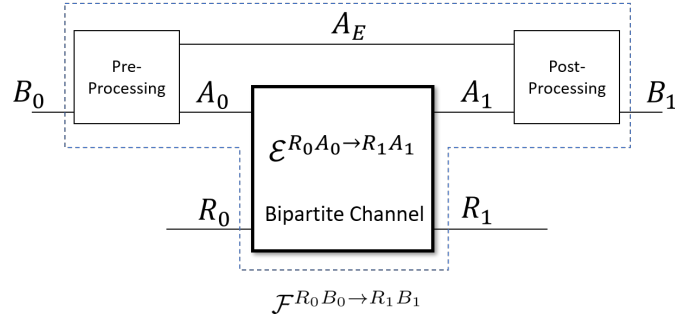 A_E
Pre-
Processing
Post-
Processing
B_0
A_0
A_1
B_1
ℰ^{R_0A_0→R_1A_1}
R_0
Bipartite Channel
R_1
ℱ^{R_0B_0→R_1B_1}